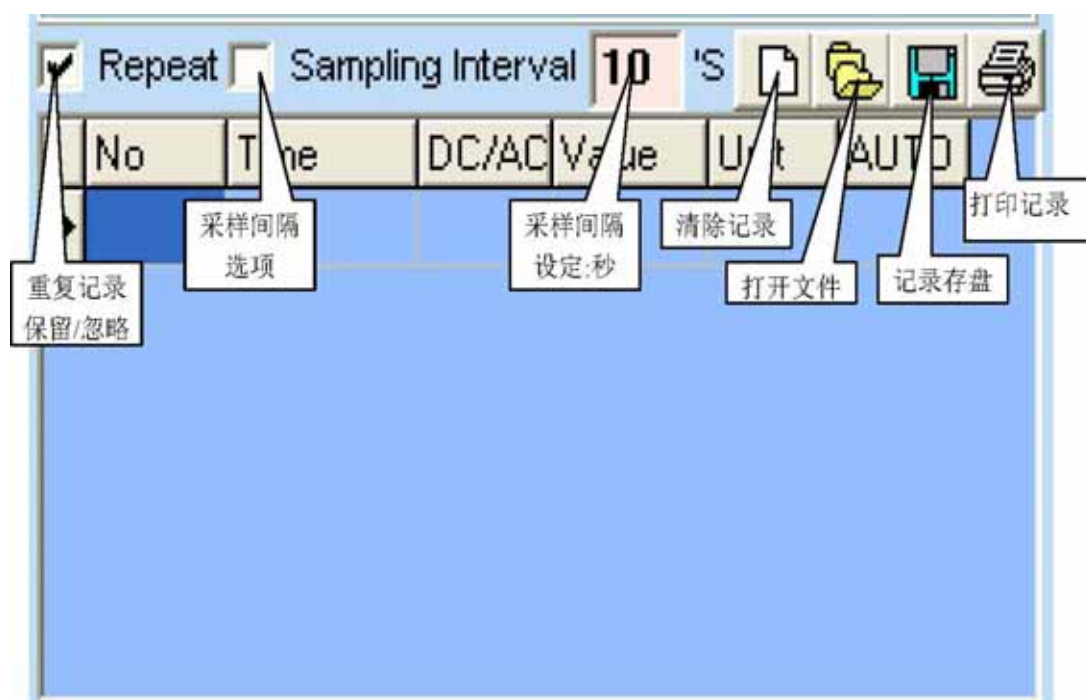 Repeat Sampling Interval 10 'S
No Time DC/AC Value Unit AUTO
打印记录
采样间隔
选项
采样间隔
设定:秒
清除记录
打开文件
记录存盘
重复记录
保留/忽略